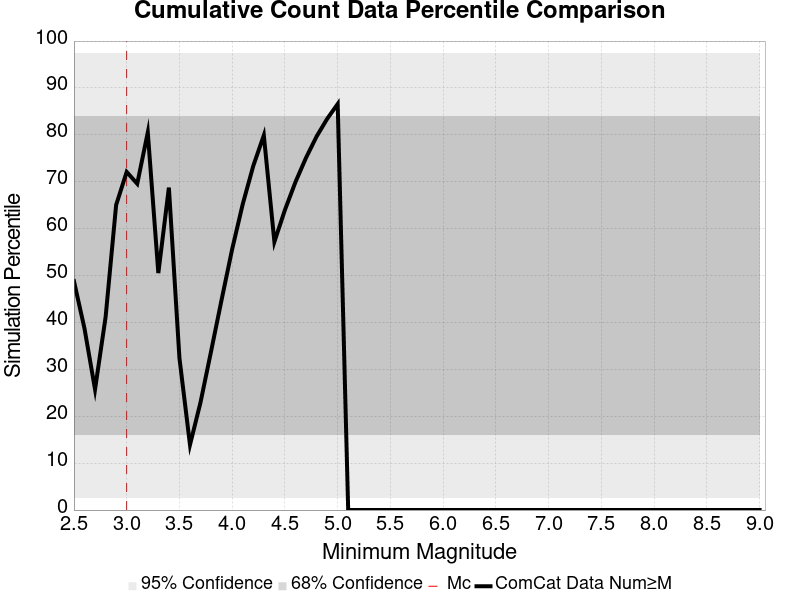 Cumulative Count Data Percentile Comparison
100
90
80
70
60
50
40
30
20
10
0
Simulation Percentile
2.5 3.0 3.5 4.0 4.5 5.0 5.5 6.0 6.5 7.0 7.5 8.0 8.5 9.0
Minimum Magnitude
95% Confidence 68% Confidence Mc ComCat Data Num≥M